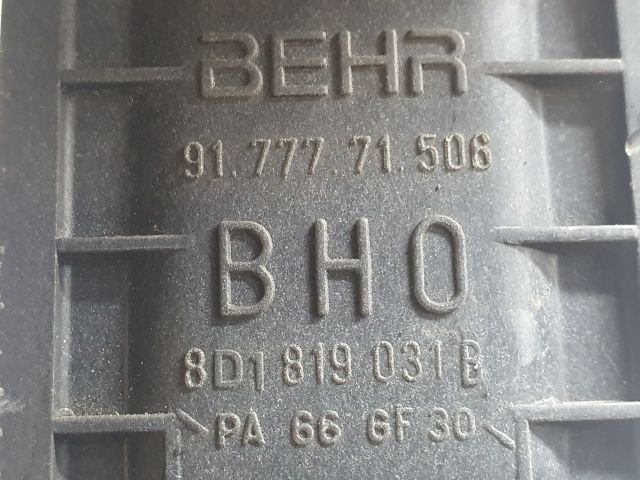 BEHR
91.777.71.506
BHO
8D1 819 031 B
>PA 66 GF 30<